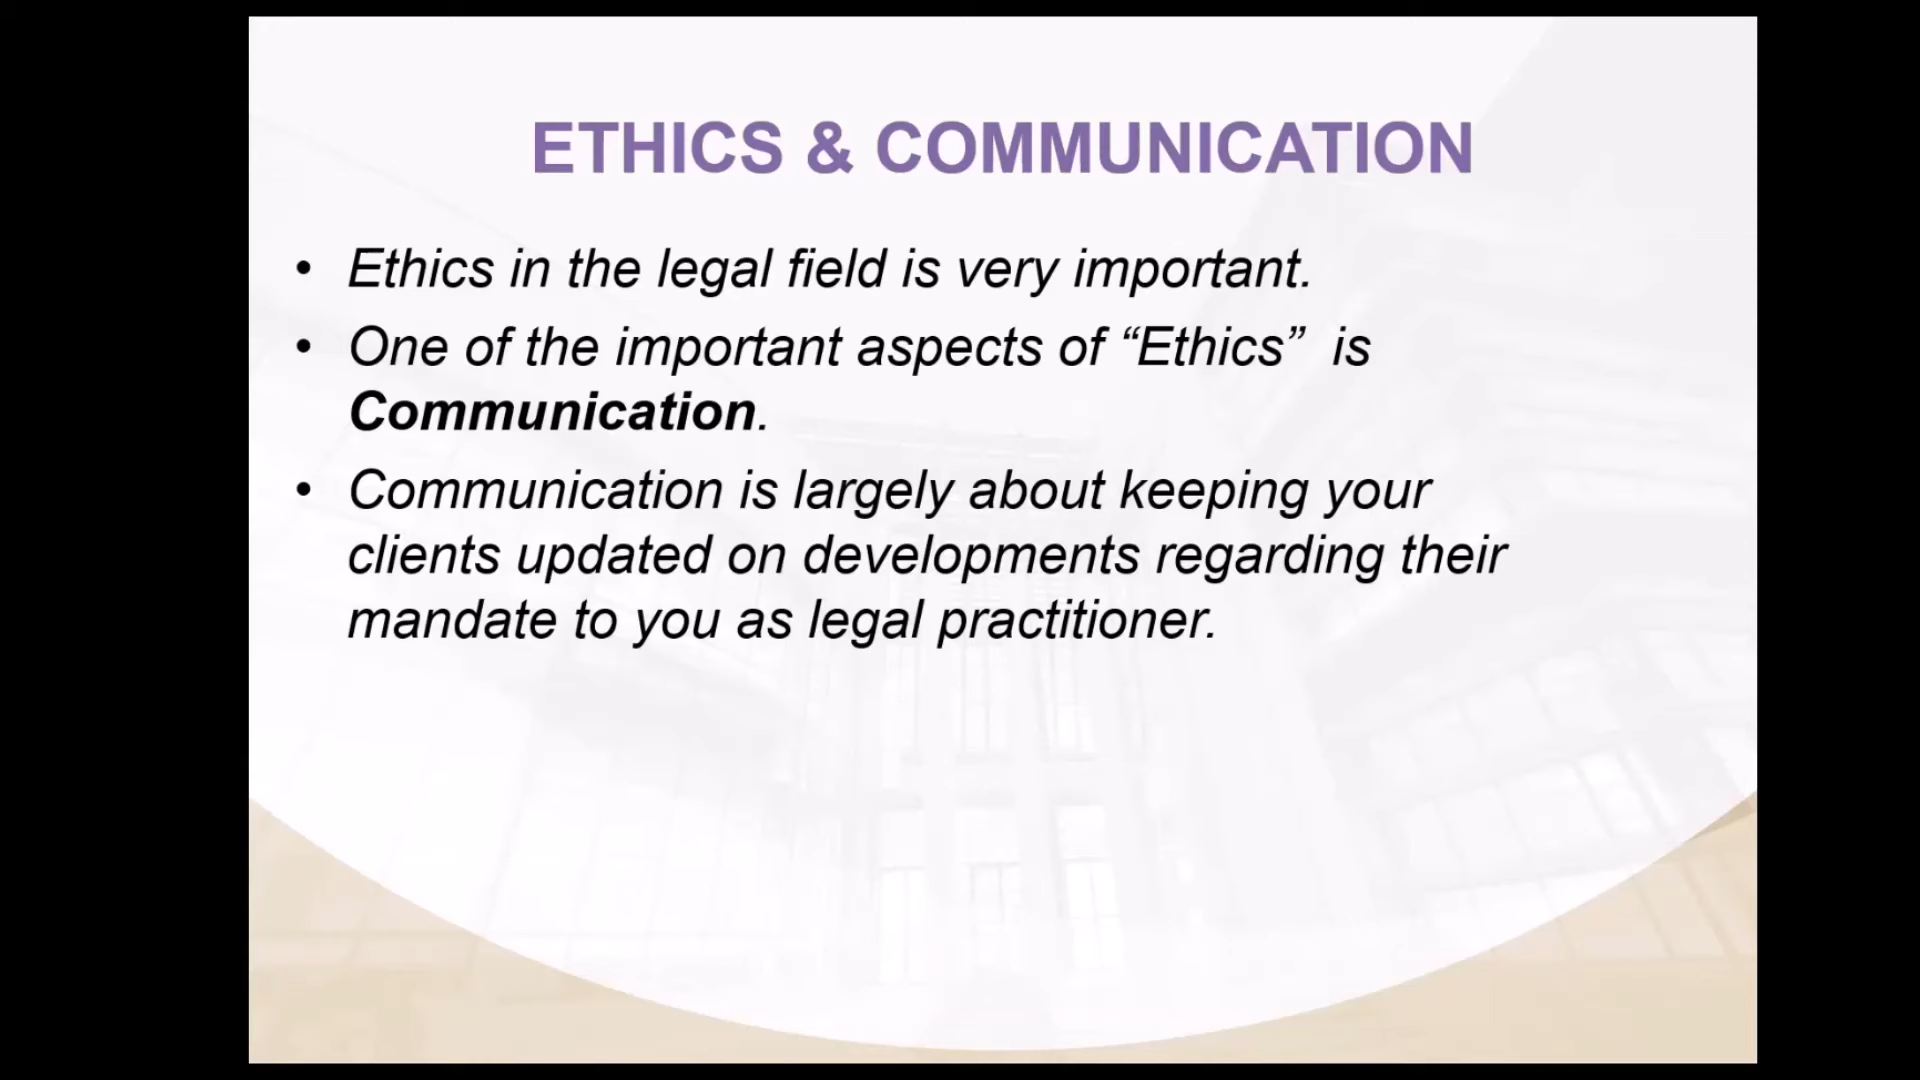 ETHICS & COMMUNICATION
• Ethics in the legal field is very important.
• One of the important aspects of “Ethics”  is
Communication.
• Communication is largely about keeping your
clients updated on developments regarding their
mandate to you as legal practitioner.